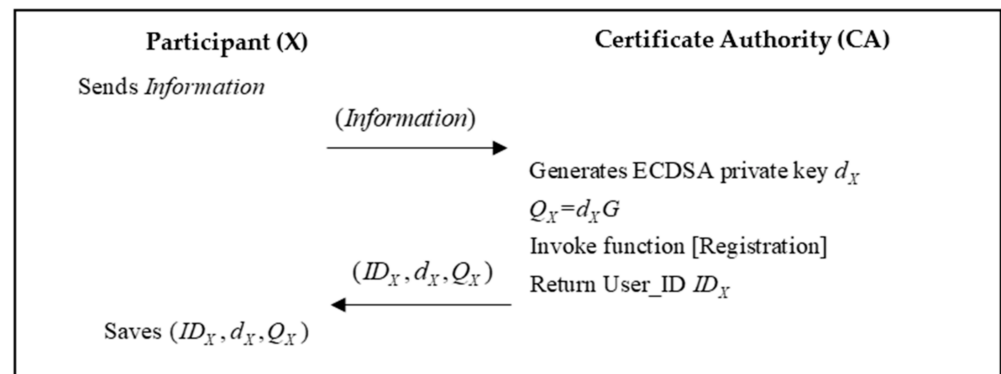 Participant (X)
Certificate Authority (CA)
Sends Information
(Information)
Generates ECDSA private key d_X
Q_X=d_XG
Invoke function [Registration]
(ID_X, d_X, Q_X)
Return User_ID ID_X
Saves (ID_X, d_X, Q_X)